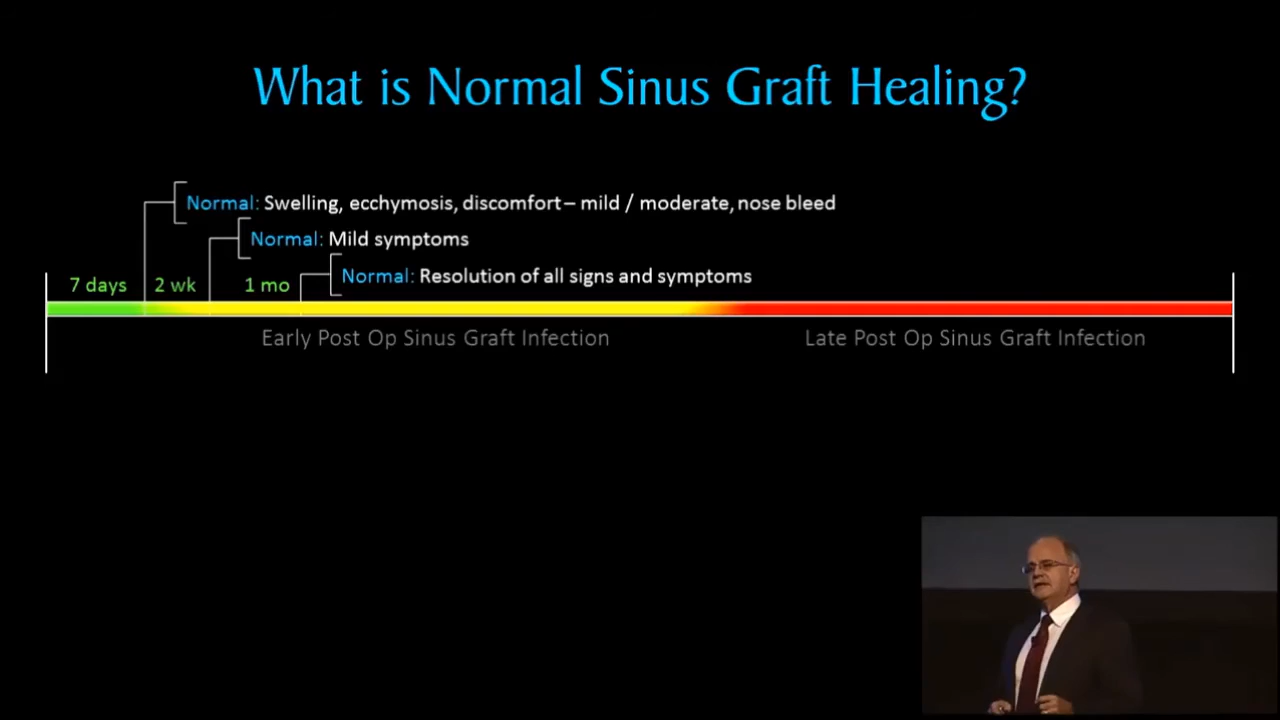 What is Normal Sinus Graft Healing?
Normal: Swelling, ecchymosis, discomfort – mild / moderate, nose bleed
Normal: Mild symptoms
Normal: Resolution of all signs and symptoms
7 days
2 wk
1 mo
Early Post Op Sinus Graft Infection
Late Post Op Sinus Graft Infection